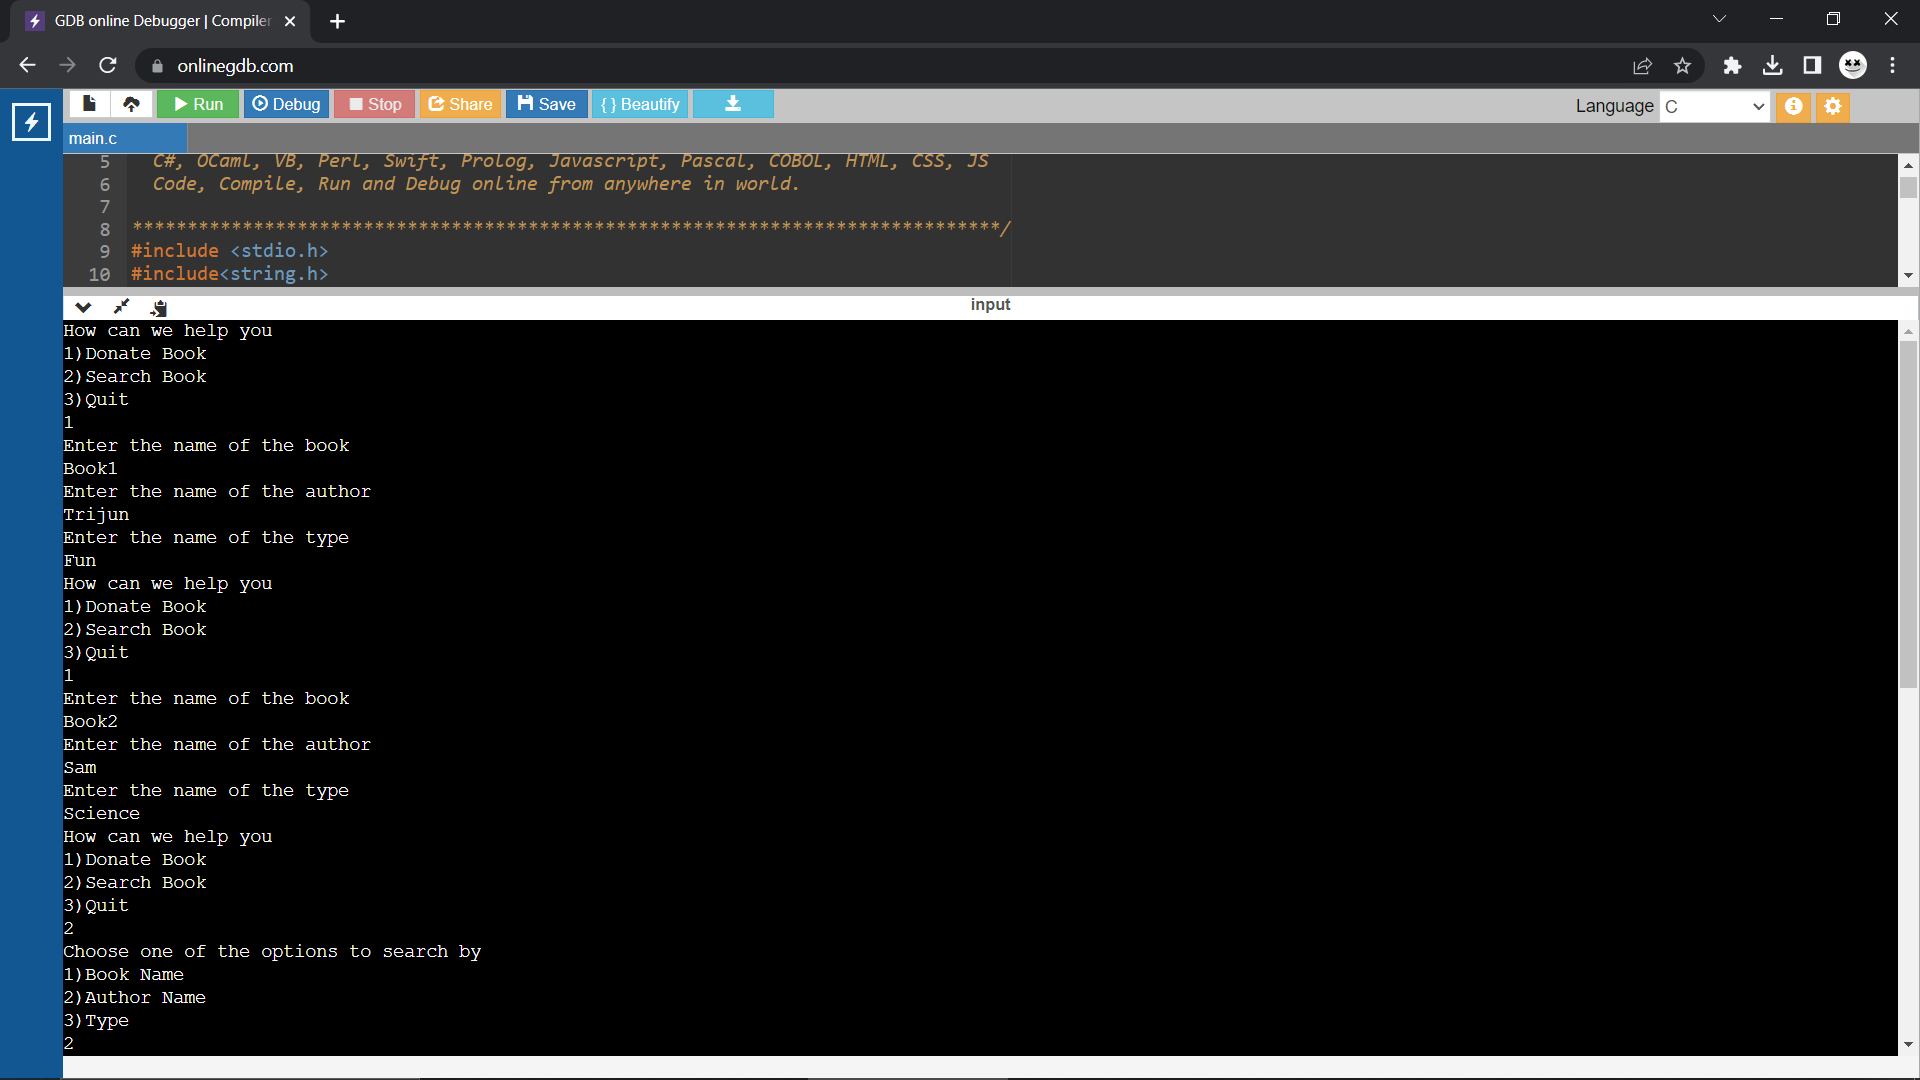 GDB online Debugger | Compiler
onlinegdb.com
Run Debug Stop Share Save { } Beautify Language C
main.c
5 C#, OCaml, VB, Perl, Swift, Prolog, Javascript, Pascal, COBOL, HTML, CSS, JS
6 Code, Compile, Run and Debug online from anywhere in world.
7
8 *******************************************************************************/
9 #include <stdio.h>
10 #include<string.h>
input
How can we help you
1)Donate Book
2)Search Book
3)Quit
1
Enter the name of the book
Book1
Enter the name of the author
Trijun
Enter the name of the type
Fun
How can we help you
1)Donate Book
2)Search Book
3)Quit
1
Enter the name of the book
Book2
Enter the name of the author
Sam
Enter the name of the type
Science
How can we help you
1)Donate Book
2)Search Book
3)Quit
2
Choose one of the options to search by
1)Book Name
2)Author Name
3)Type
2